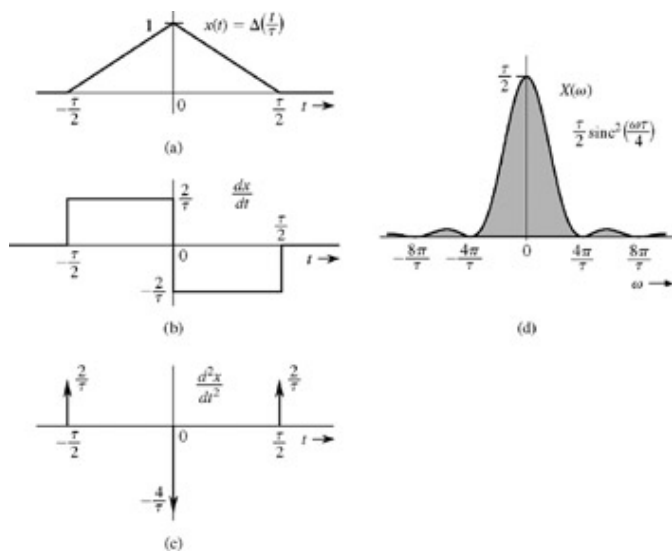 1
x(t) = Δ(t/τ)
−τ/2
0
τ/2
t →
(a)
2/τ
dx/dt
τ/2
−τ/2
0
t →
−2/τ
(b)
2/τ
d²x/dt²
2/τ
−τ/2
0
τ/2
t →
−4/τ
(c)
τ/2
X(ω)
τ/2 sinc²(ωτ/4)
−8π/τ
−4π/τ
0
4π/τ
8π/τ
ω →
(d)